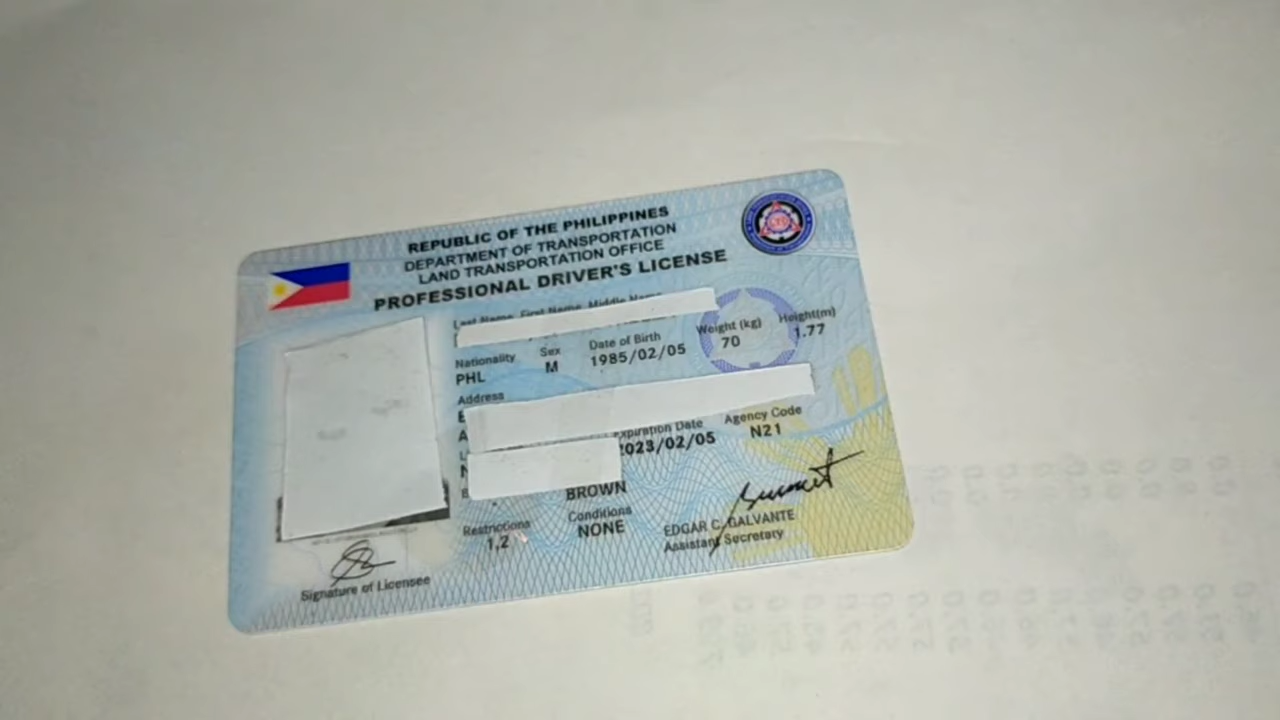 REPUBLIC OF THE PHILIPPINES
DEPARTMENT OF TRANSPORTATION
LAND TRANSPORTATION OFFICE
PROFESSIONAL DRIVER'S LICENSE
Last Name, First Name, Middle Name
Nationality Sex Date of Birth Weight (kg) Height(m)
PHL M 1985/02/05 70 1.77
Address
Expiration Date Agency Code
2023/02/05 N21
BROWN
Restrictions Conditions
1,2 NONE
EDGAR C. GALVANTE
Assistant Secretary
Signature of Licensee